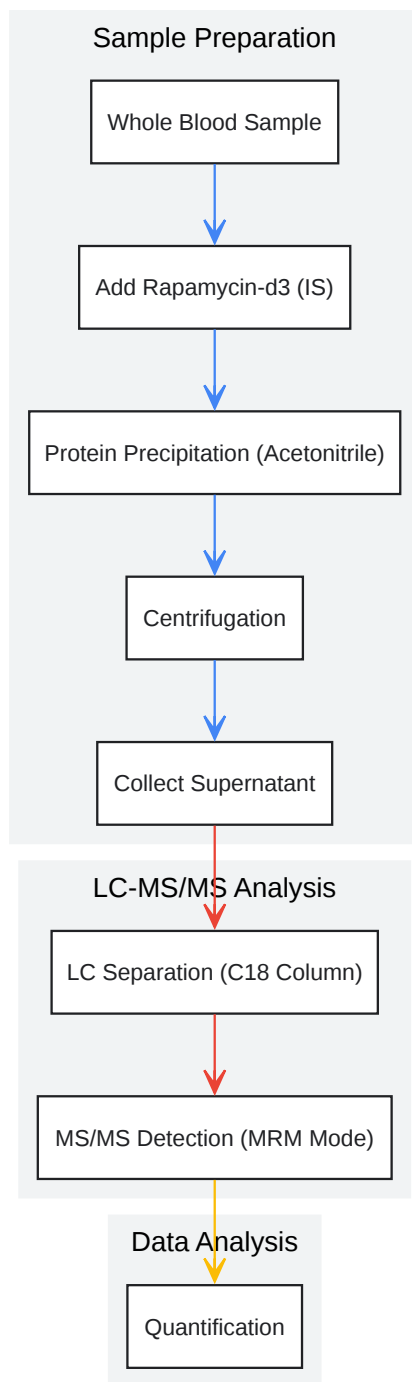 Sample Preparation
Whole Blood Sample
Add Rapamycin-d3 (IS)
Protein Precipitation (Acetonitrile)
Centrifugation
Collect Supernatant
LC-MS/MS Analysis
LC Separation (C18 Column)
MS/MS Detection (MRM Mode)
Data Analysis
Quantification